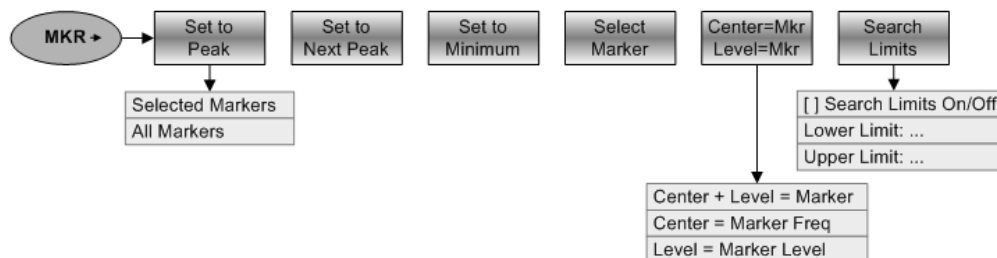 MKR →
Set to
Peak
Set to
Next Peak
Set to
Minimum
Select
Marker
Center=Mkr
Level=Mkr
Search
Limits
Selected Markers
All Markers
[ ] Search Limits On/Off
Lower Limit: ...
Upper Limit: ...
Center + Level = Marker
Center = Marker Freq
Level = Marker Level